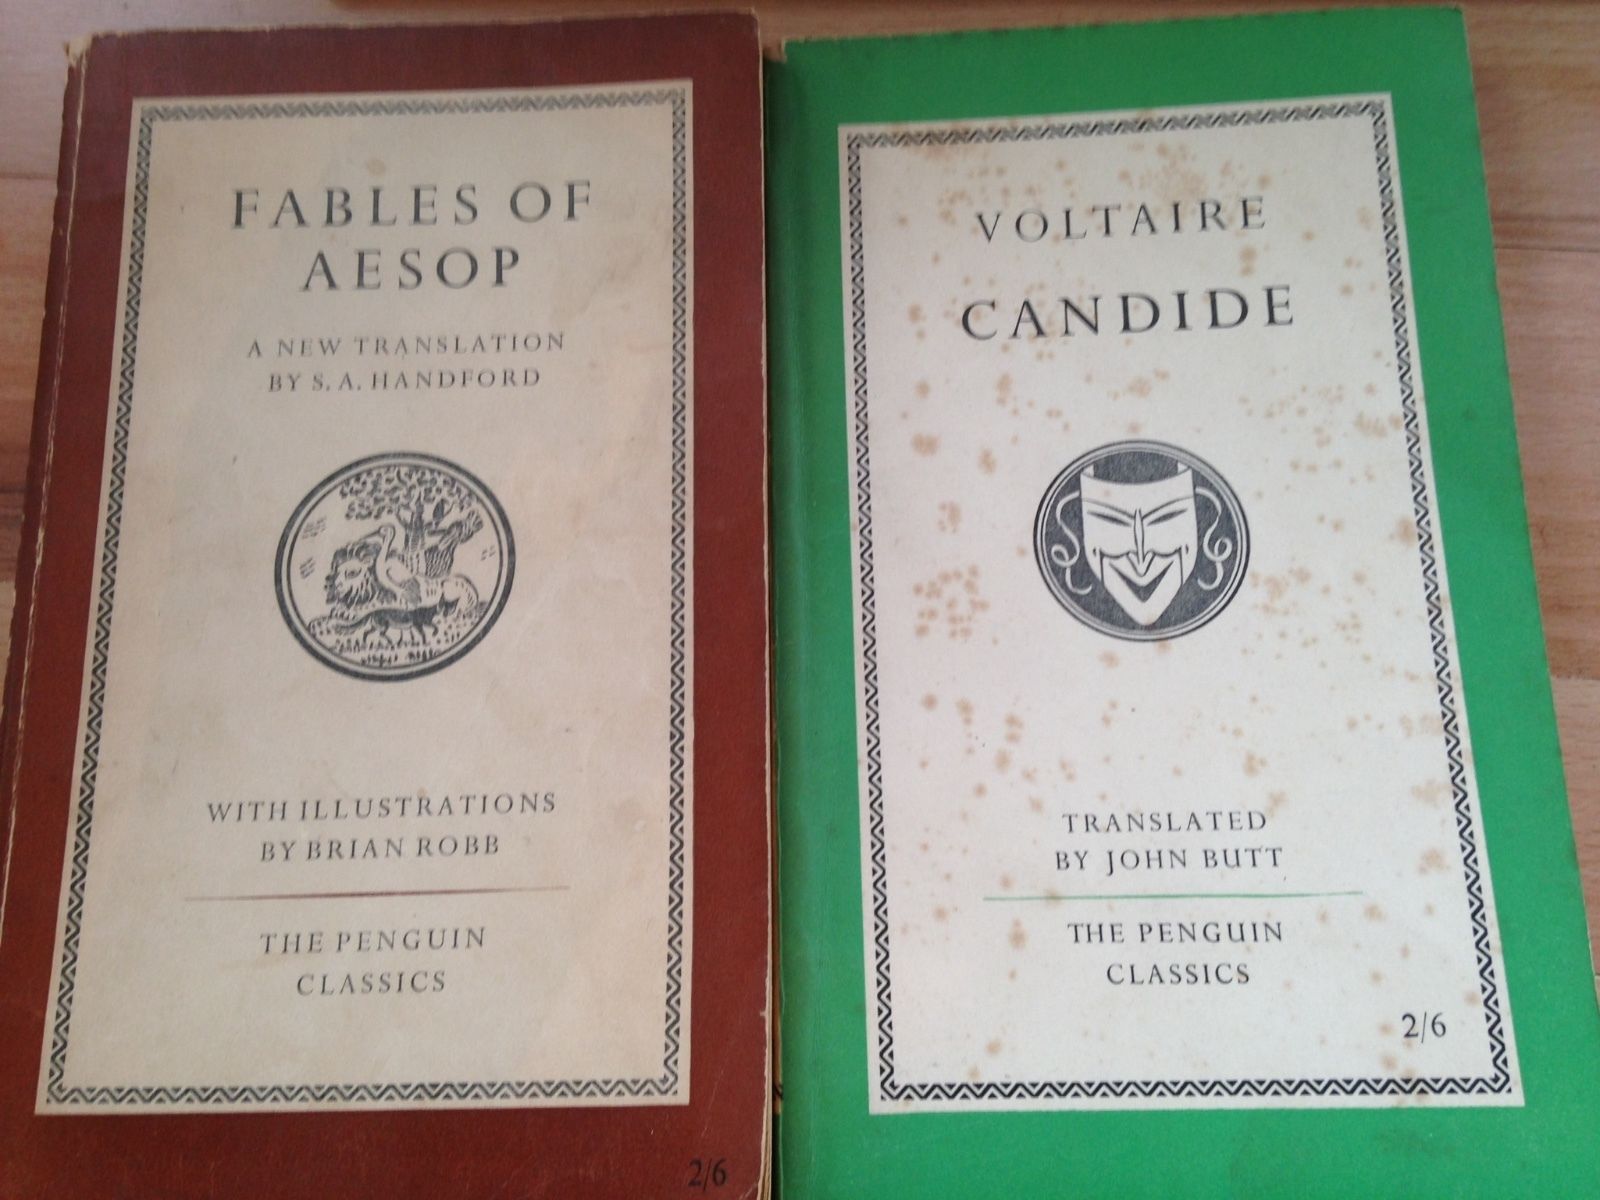 FABLES OF
AESOP
A NEW TRANSLATION
BY S. A. HANDFORD
WITH ILLUSTRATIONS
BY BRIAN ROBB
THE PENGUIN
CLASSICS
2/6
VOLTAIRE
CANDIDE
TRANSLATED
BY JOHN BUTT
THE PENGUIN
CLASSICS
2/6